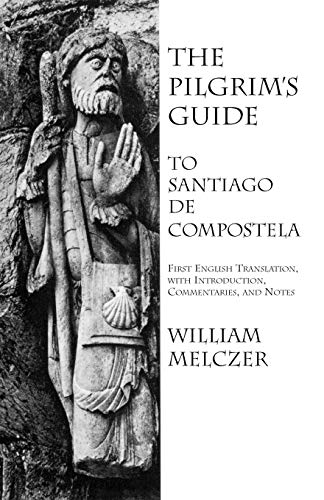 THE
PILGRIM'S
GUIDE
TO
SANTIAGO
DE
COMPOSTELA
First English Translation,
with Introduction,
Commentaries, and Notes
WILLIAM
MELCZER